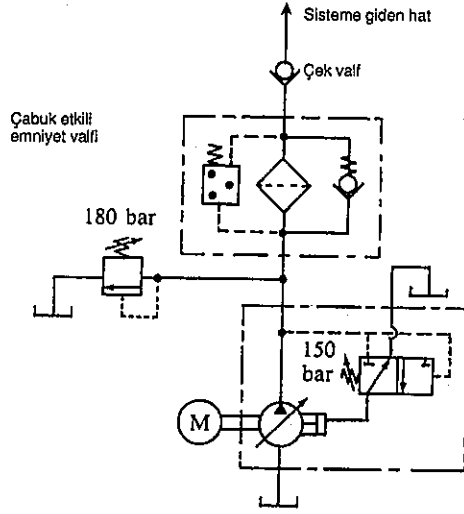 Sisteme giden hat
Çek valf
Çabuk etkili
emniyet valfi
180 bar
150
bar
M